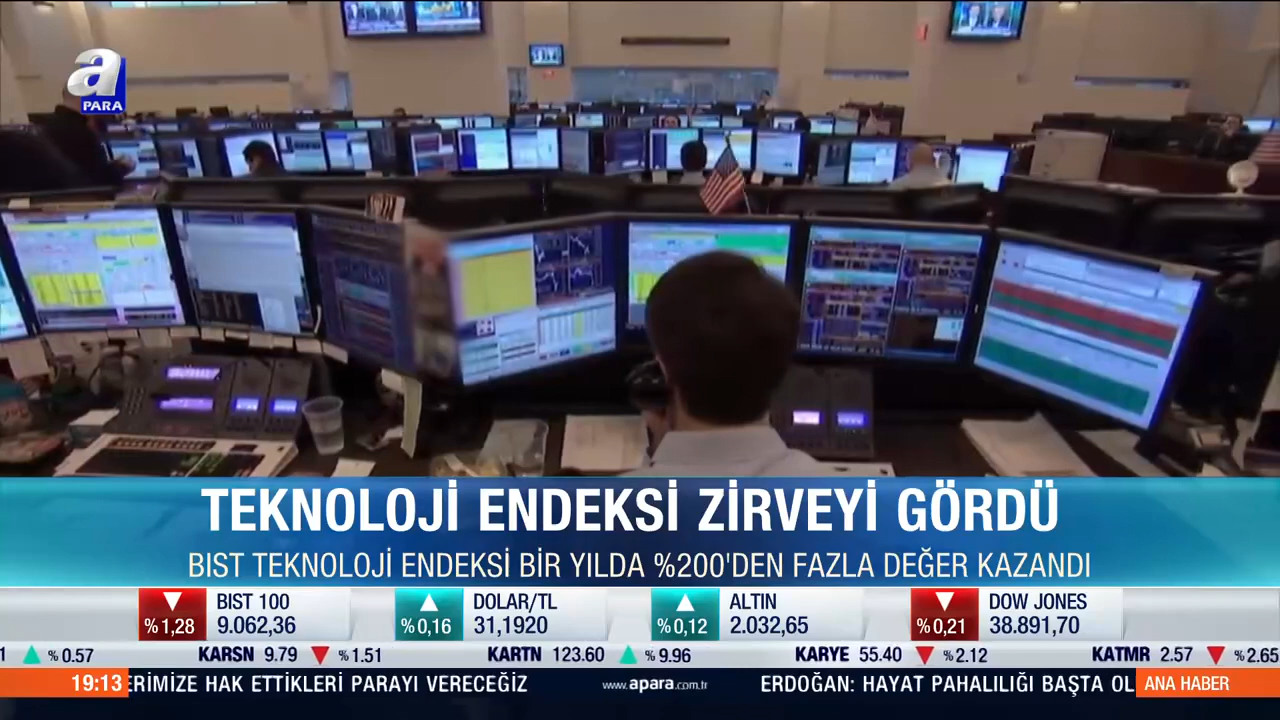 a
PARA
TEKNOLOJİ ENDEKSİ ZİRVEYİ GÖRDÜ
BIST TEKNOLOJİ ENDEKSİ BİR YILDA %200'DEN FAZLA DEĞER KAZANDI
%1,28 BIST 100 9.062,36
%0,16 DOLAR/TL 31,1920
%0,12 ALTIN 2.032,65
%0,21 DOW JONES 38.891,70
1 %0.57 KARSN 9.79 %1.51 KARTN 123.60 %9.96 KARYE 55.40 %2.12 KATMR 2.57 %2.65
19:13 ERİMİZE HAK ETTİKLERİ PARAYI VERECEĞİZ www.apara.com.tr ERDOĞAN: HAYAT PAHALILIĞI BAŞTA OL ANA HABER